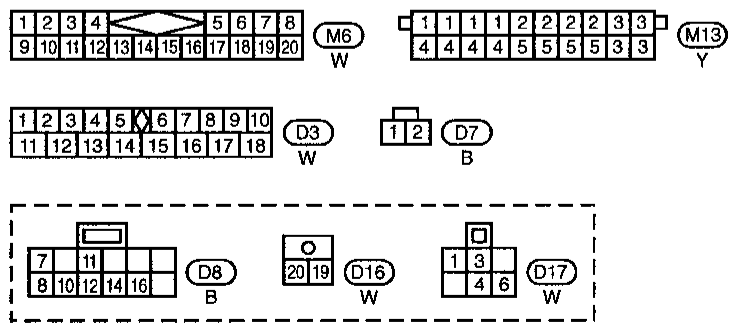 1 2 3 4 5 6 7 8
9 10 11 12 13 14 15 16 17 18 19 20
M6
W
1 1 1 1 2 2 2 2 3 3
4 4 4 4 5 5 5 5 3 3
M13
Y
1 2 3 4 5 6 7 8 9 10
11 12 13 14 15 16 17 18
D3
W
1 2
D7
B
7 11
8 10 12 14 16
D8
B
20 19
D16
W
1 3
4 6
D17
W